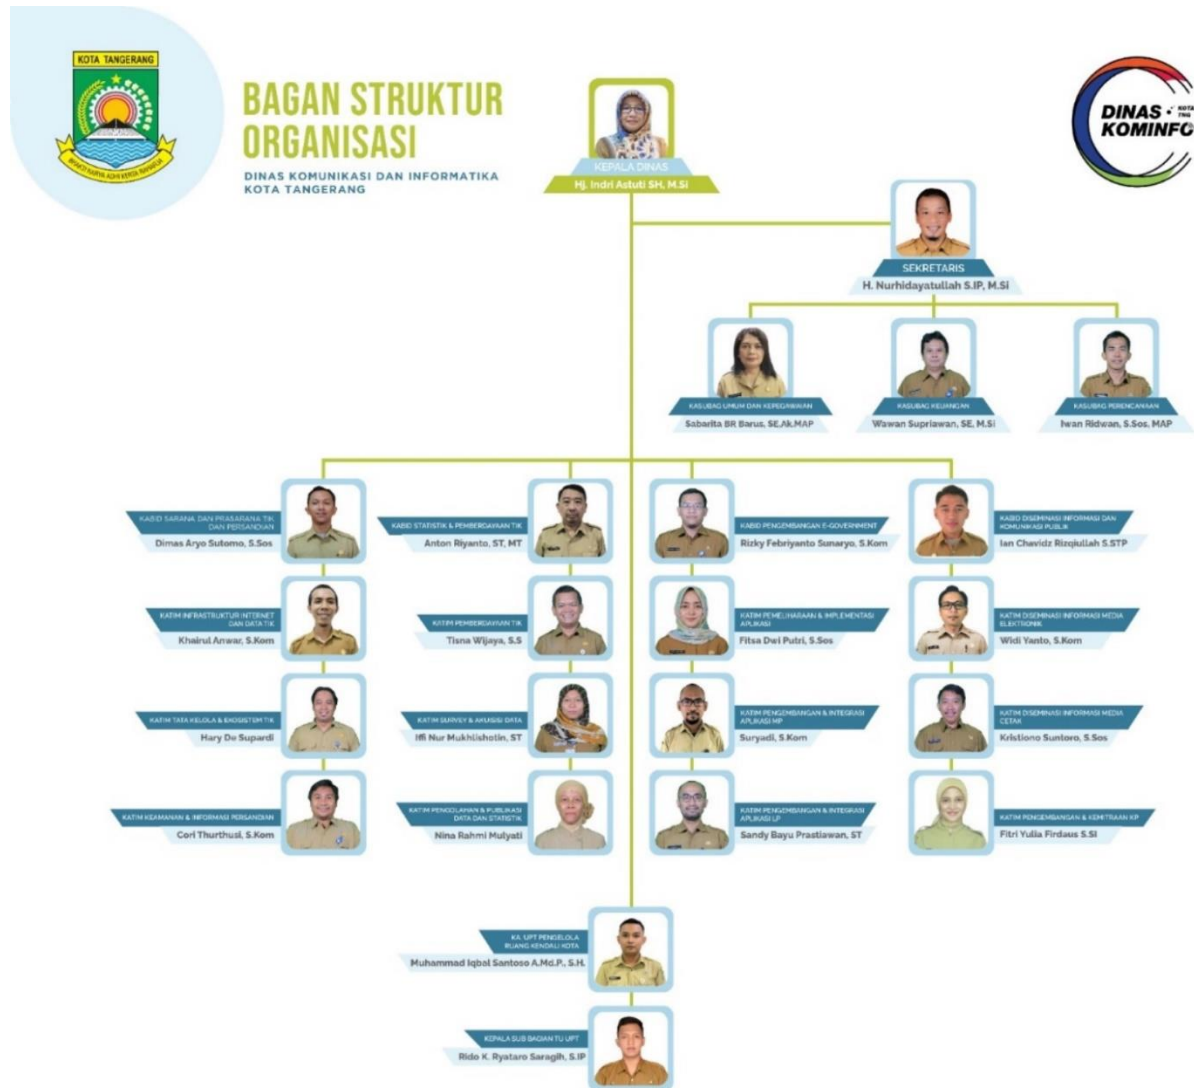 KOTA TANGERANG
BHAKTI KARYA ADHI KERTA RAHARJA
BAGAN STRUKTUR
ORGANISASI
DINAS KOMUNIKASI DAN INFORMATIKA
KOTA TANGERANG
DINAS KOTA TNG
KOMINFO
KEPALA DINAS
Hj. Indri Astuti SH, M.Si
SEKRETARIS
H. Nurhidayatullah S.IP, M.Si
KASUBAG UMUM DAN KEPEGAWAIAN
Sabarita BR Barus, SE,Ak.MAP
KASUBAG KEUANGAN
Wawan Supriawan, SE, M.Si
KASUBAG PERENCANAAN
Iwan Ridwan, S.Sos, MAP
KABID SARANA DAN PRASARANA TIK
DAN PERSANDIAN
Dimas Aryo Sutomo, S.Sos
KABID STATISTIK & PEMBERDAYAAN TIK
Anton Riyanto, ST, MT
KABID PENGEMBANGAN E-GOVERNMENT
Rizky Febriyanto Sunaryo, S.Kom
KABID DISEMINASI INFORMASI DAN
KOMUNIKASI PUBLIK
Ian Chavidz Rizqiullah S.STP
KATIM INFRASTRUKTUR INTERNET
DAN DATA TIK
Khairul Anwar, S.Kom
KATIM PEMBERDAYAAN TIK
Tisna Wijaya, S.S
KATIM PEMELIHARAAN & IMPLEMENTASI
APLIKASI
Fitsa Dwi Putri, S.Sos
KATIM DISEMINASI INFORMASI MEDIA
ELEKTRONIK
Widi Yanto, S.Kom
KATIM TATA KELOLA & EKOSISTEM TIK
Hary De Supardi
KATIM SURVEY & AKUISISI DATA
Iffi Nur Mukhlishotin, ST
KATIM PENGEMBANGAN & INTEGRASI
APLIKASI MP
Suryadi, S.Kom
KATIM DISEMINASI INFORMASI MEDIA
CETAK
Kristiono Suntoro, S.Sos
KATIM KEAMANAN & INFORMASI PERSANDIAN
Cori Thurthusi, S.Kom
KATIM PENGOLAHAN & PUBLIKASI
DATA DAN STATISTIK
Nina Rahmi Mulyati
KATIM PENGEMBANGAN & INTEGRASI
APLIKASI LP
Sandy Bayu Prastiawan, ST
KATIM PENGEMBANGAN & KEMITRAAN KP
Fitri Yulia Firdaus S.SI
KA. UPT PENGELOLA
RUANG KENDALI KOTA
Muhammad Iqbal Santoso A.Md.P., S.H.
KEPALA SUB BAGIAN TU UPT
Rido K. Ryataro Saragih, S.IP